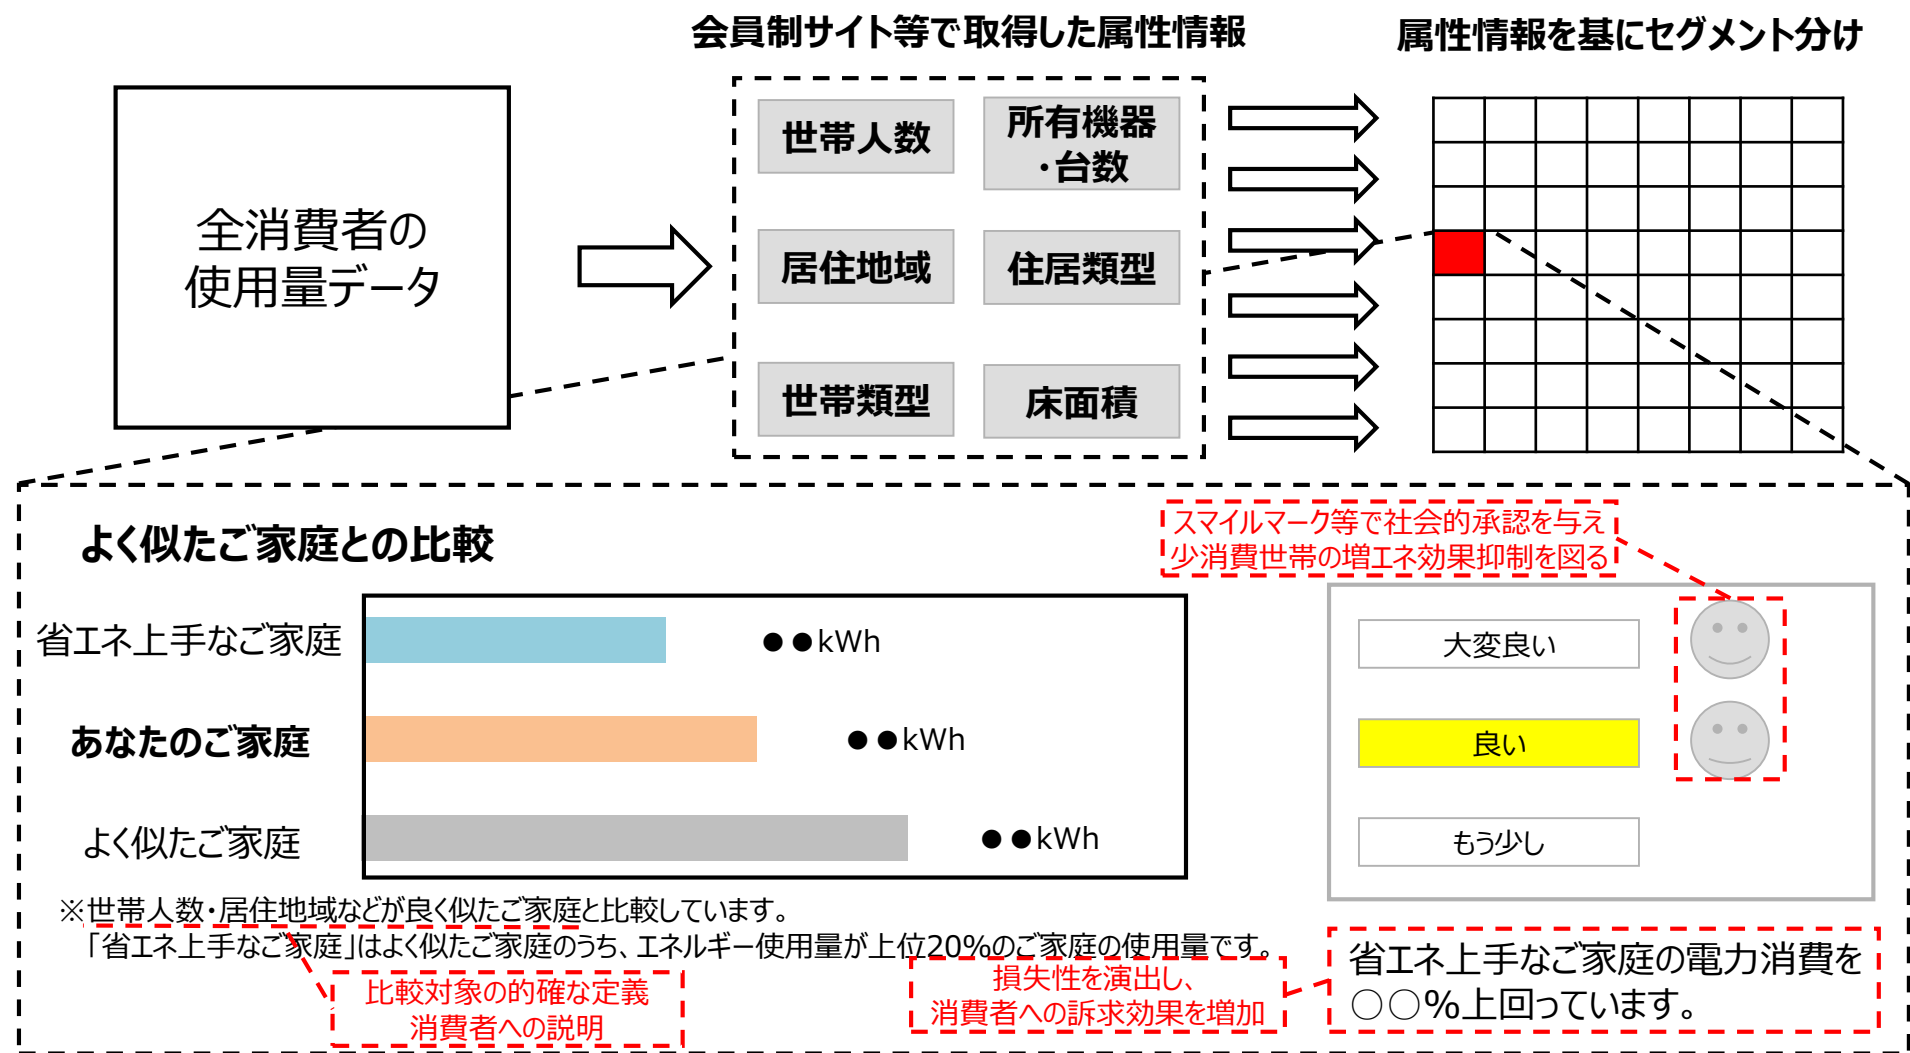 会員制サイト等で取得した属性情報
属性情報を基にセグメント分け
全消費者の
使用量データ
世帯人数
所有機器
・台数
居住地域
住居類型
世帯類型
床面積
よく似たご家庭との比較
スマイルマーク等で社会的承認を与え
少消費世帯の増エネ効果抑制を図る
省エネ上手なご家庭
●●kWh
あなたのご家庭
●●kWh
よく似たご家庭
●●kWh
大変良い
良い
もう少し
※世帯人数・居住地域などが良く似たご家庭と比較しています。
「省エネ上手なご家庭」はよく似たご家庭のうち、エネルギー使用量が上位20%のご家庭の使用量です。
比較対象の的確な定義
消費者への説明
損失性を演出し、
消費者への訴求効果を増加
省エネ上手なご家庭の電力消費を
○○%上回っています。